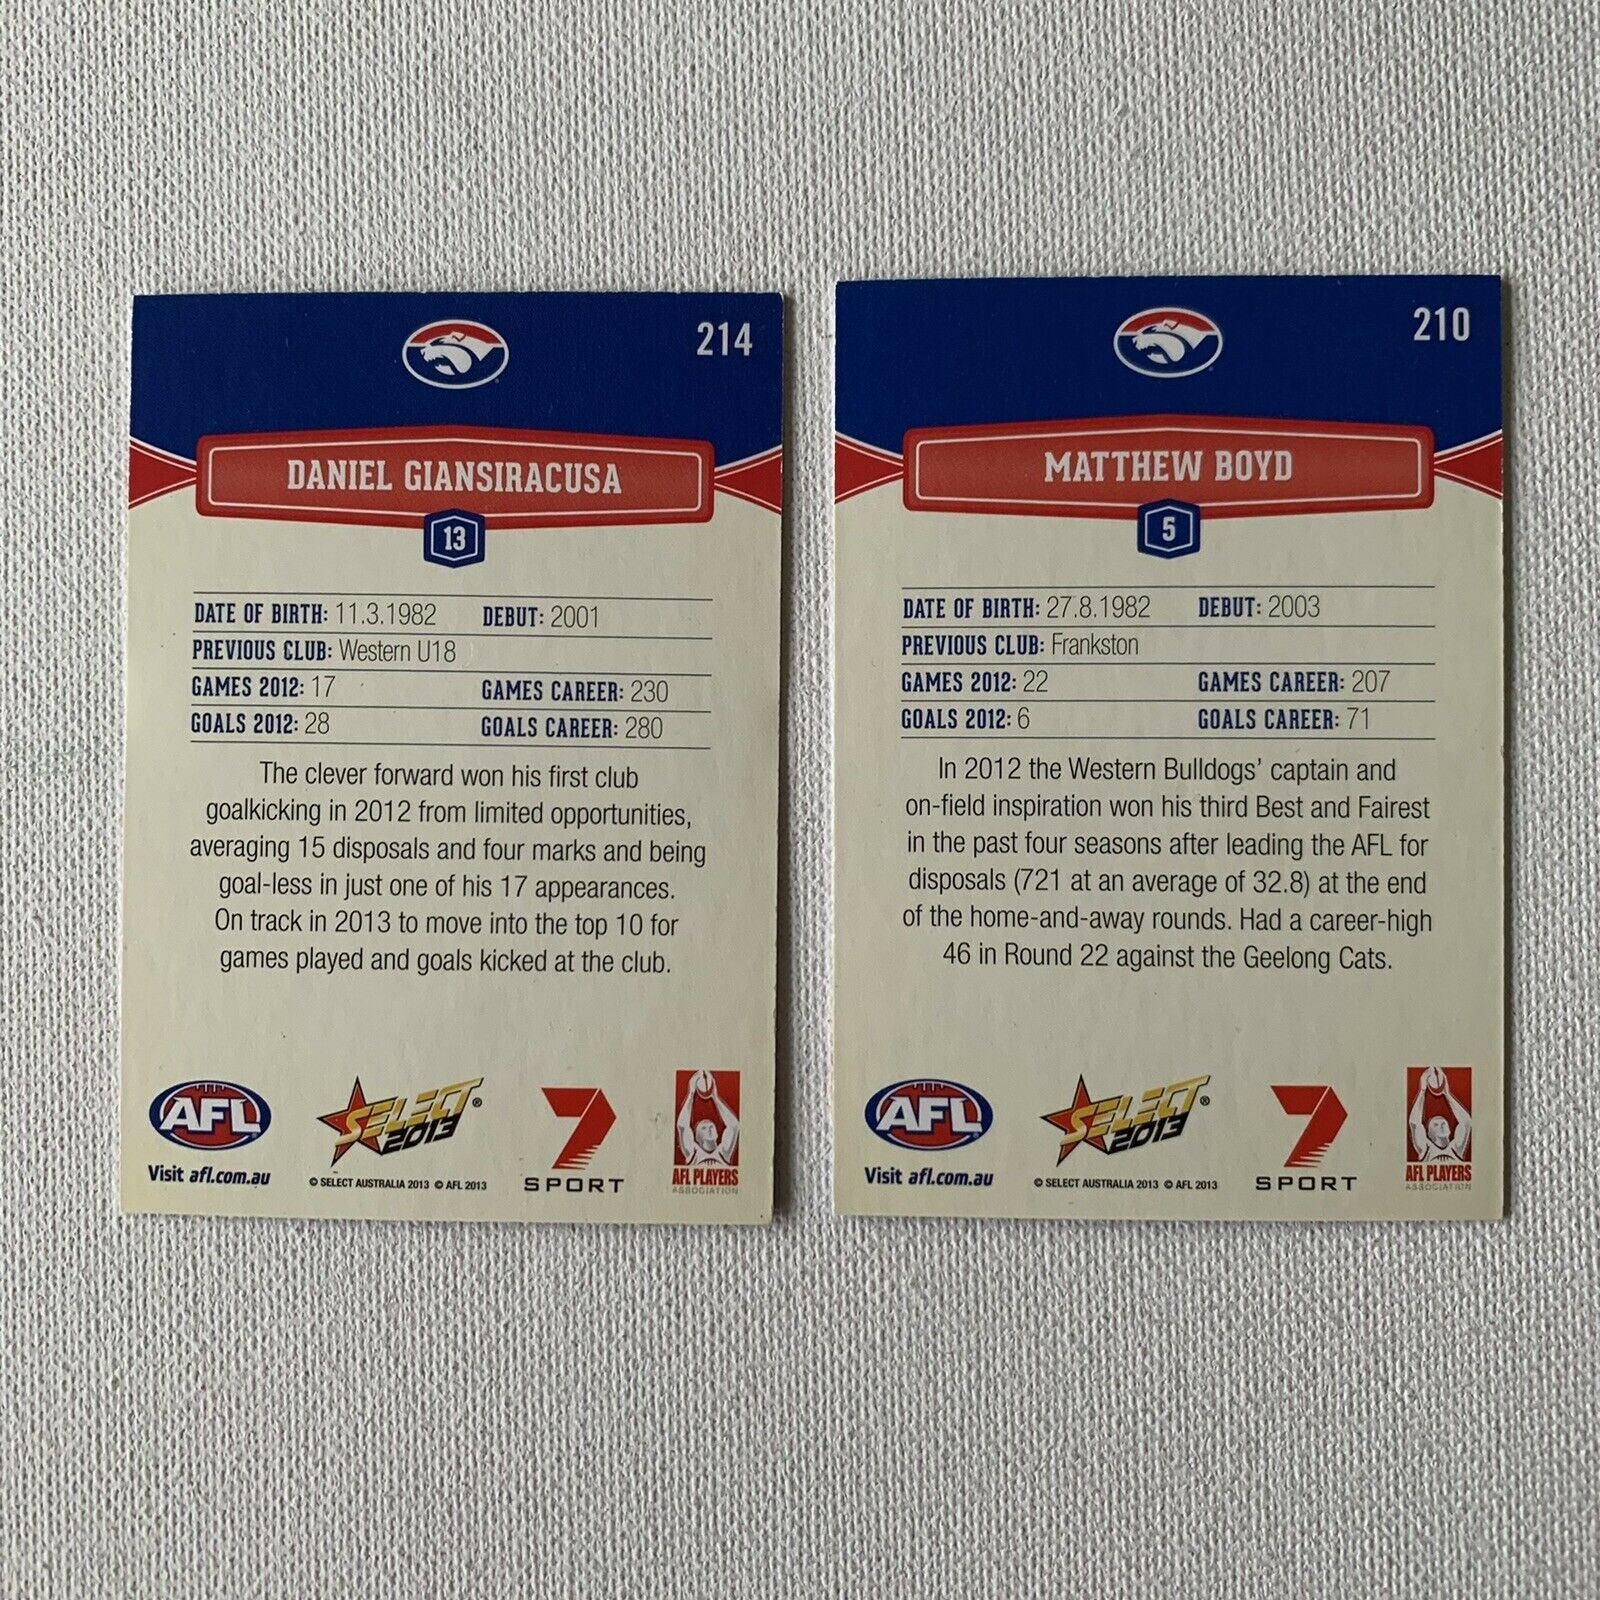 214
DANIEL GIANSIRACUSA
13
DATE OF BIRTH: 11.3.1982 DEBUT: 2001
PREVIOUS CLUB: Western U18
GAMES 2012: 17 GAMES CAREER: 230
GOALS 2012: 28 GOALS CAREER: 280
The clever forward won his first club
goalkicking in 2012 from limited opportunities,
averaging 15 disposals and four marks and being
goal-less in just one of his 17 appearances.
On track in 2013 to move into the top 10 for
games played and goals kicked at the club.
AFL
Visit afl.com.au
SELECT ®
2013
© SELECT AUSTRALIA 2013 © AFL 2013
7
SPORT
AFL PLAYERS
ASSOCIATION
210
MATTHEW BOYD
5
DATE OF BIRTH: 27.8.1982 DEBUT: 2003
PREVIOUS CLUB: Frankston
GAMES 2012: 22 GAMES CAREER: 207
GOALS 2012: 6 GOALS CAREER: 71
In 2012 the Western Bulldogs' captain and
on-field inspiration won his third Best and Fairest
in the past four seasons after leading the AFL for
disposals (721 at an average of 32.8) at the end
of the home-and-away rounds. Had a career-high
46 in Round 22 against the Geelong Cats.
AFL
Visit afl.com.au
SELECT ®
2013
© SELECT AUSTRALIA 2013 © AFL 2013
7
SPORT
AFL PLAYERS
ASSOCIATION